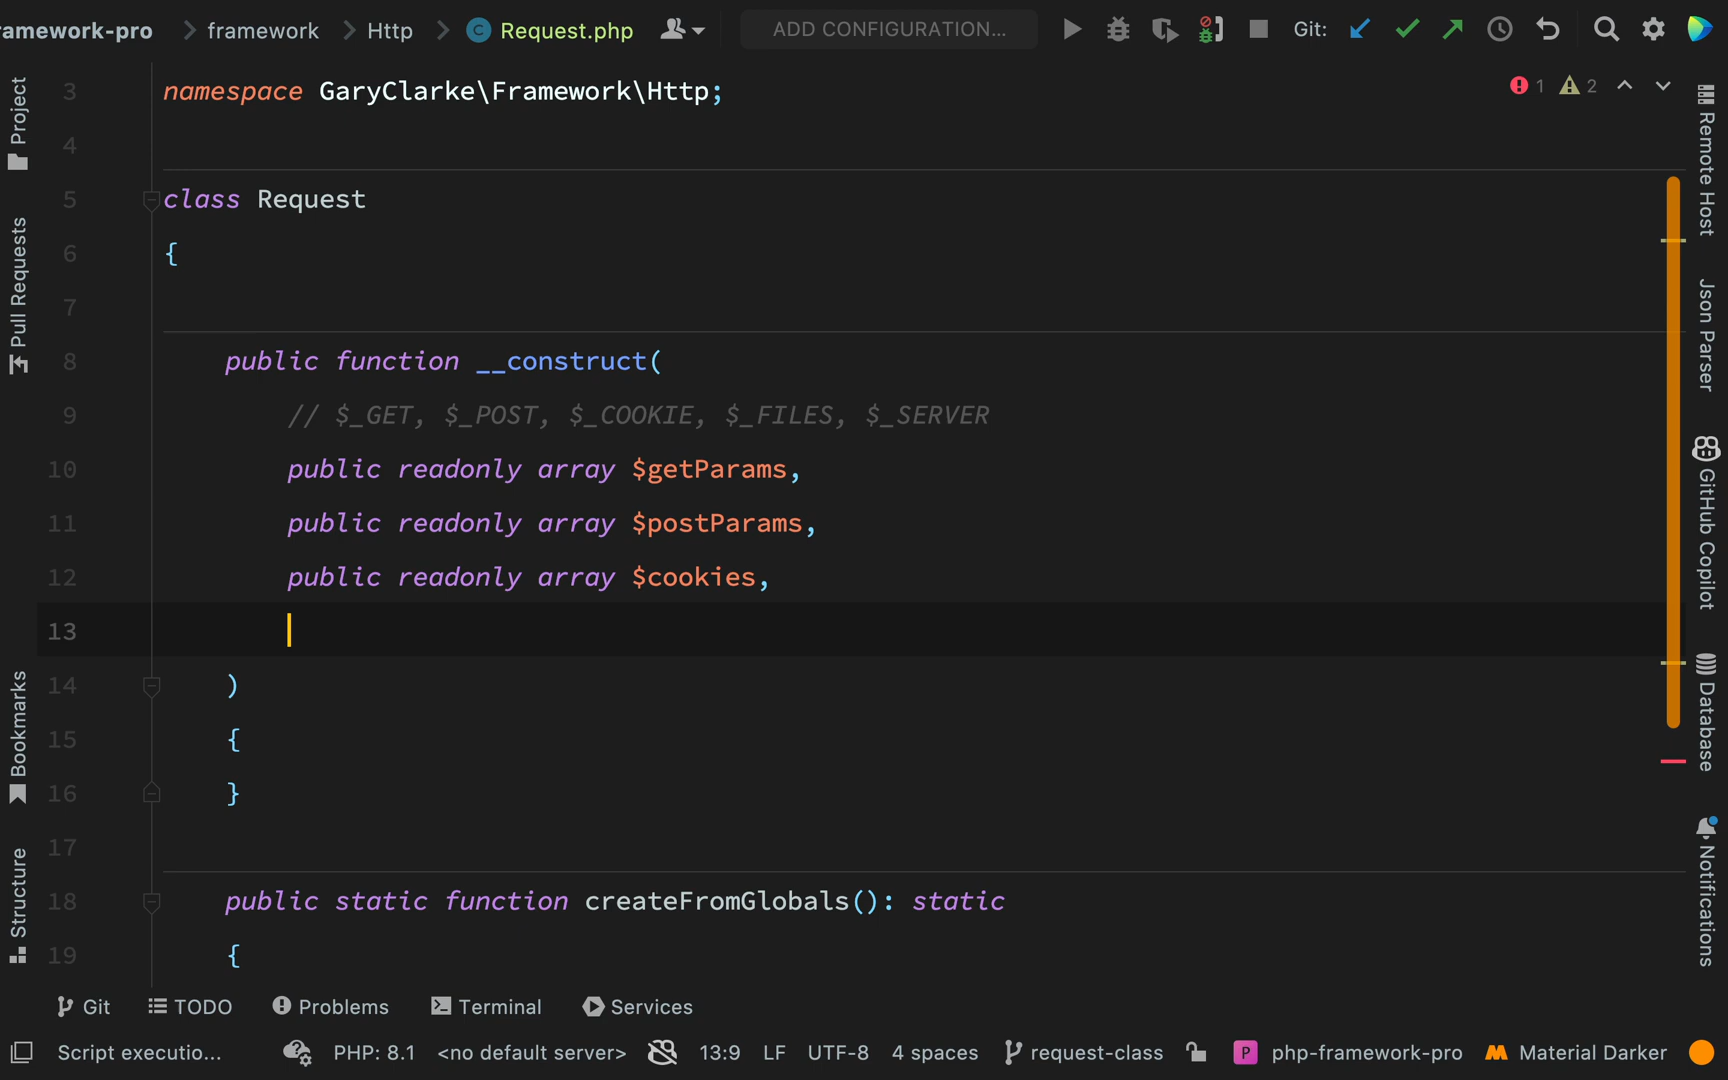 ramework-pro framework Http Request.php ADD CONFIGURATION... Git:
1 2
3 namespace GaryClarke\Framework\Http;
4
5 class Request
6 {
7
8 public function __construct(
9 // $_GET, $_POST, $_COOKIE, $_FILES, $_SERVER
10 public readonly array $getParams,
11 public readonly array $postParams,
12 public readonly array $cookies,
13
14 )
15 {
16 }
17
18 public static function createFromGlobals(): static
19 {
Project
Pull Requests
Bookmarks
Structure
Remote Host
Json Parser
GitHub Copilot
Database
Notifications
Git TODO Problems Terminal Services
Script executio... PHP: 8.1 <no default server> 13:9 LF UTF-8 4 spaces request-class P php-framework-pro Material Darker